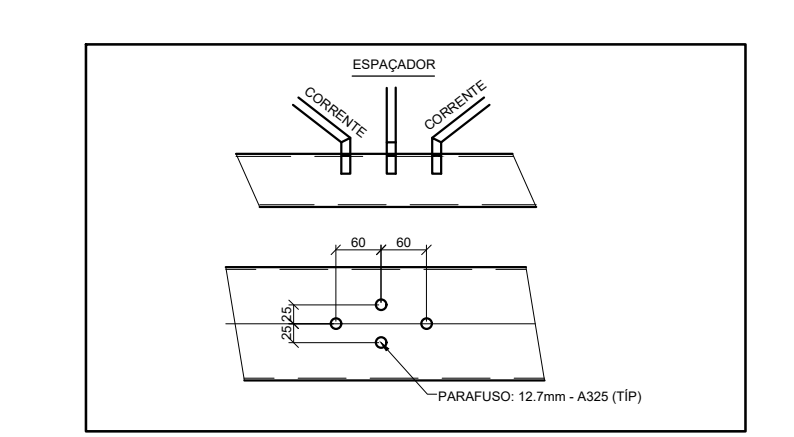 ESPAÇADOR
CORRENTE
CORRENTE
60 60
25
25
PARAFUSO: 12.7mm - A325 (TÍP)